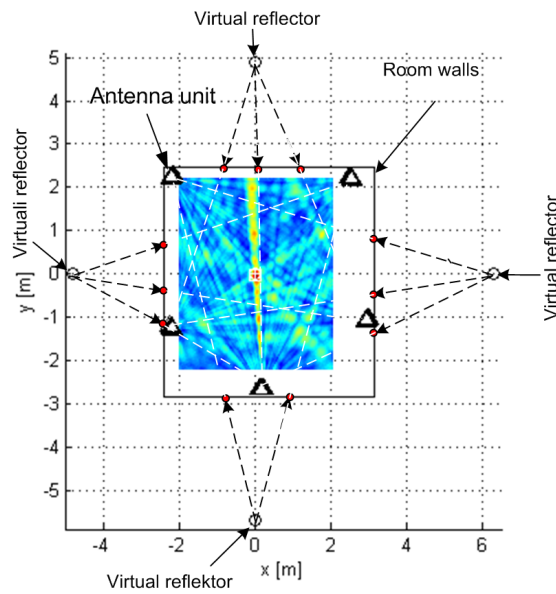 Virtual reflector
Room walls
Antenna unit
Virtuali reflector
Virtual reflector
5
4
3
2
1
0
-1
-2
-3
-4
-5
y [m]
-4
-2
0
2
4
6
x [m]
Virtual reflektor